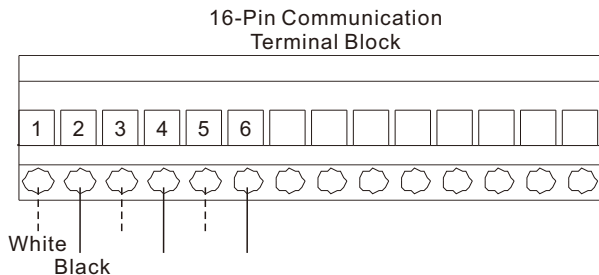 16-Pin Communication
Terminal Block
1 2 3 4 5 6
White
Black